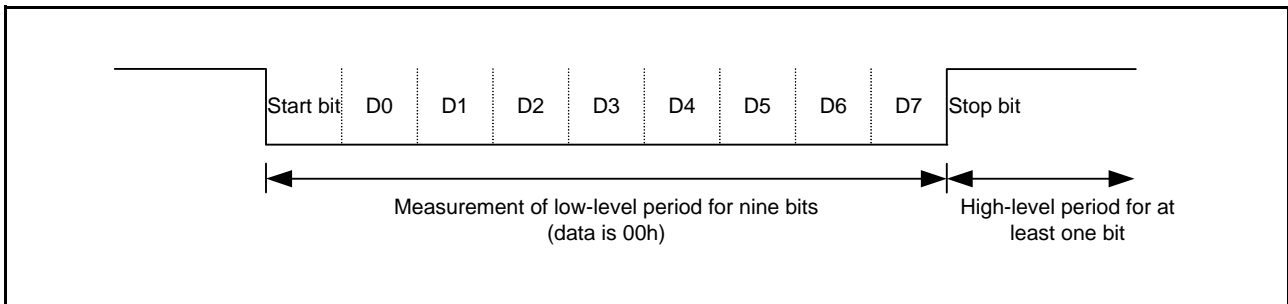 Start bit D0 D1 D2 D3 D4 D5 D6 D7 Stop bit
Measurement of low-level period for nine bits
(data is 00h)
High-level period for at
least one bit